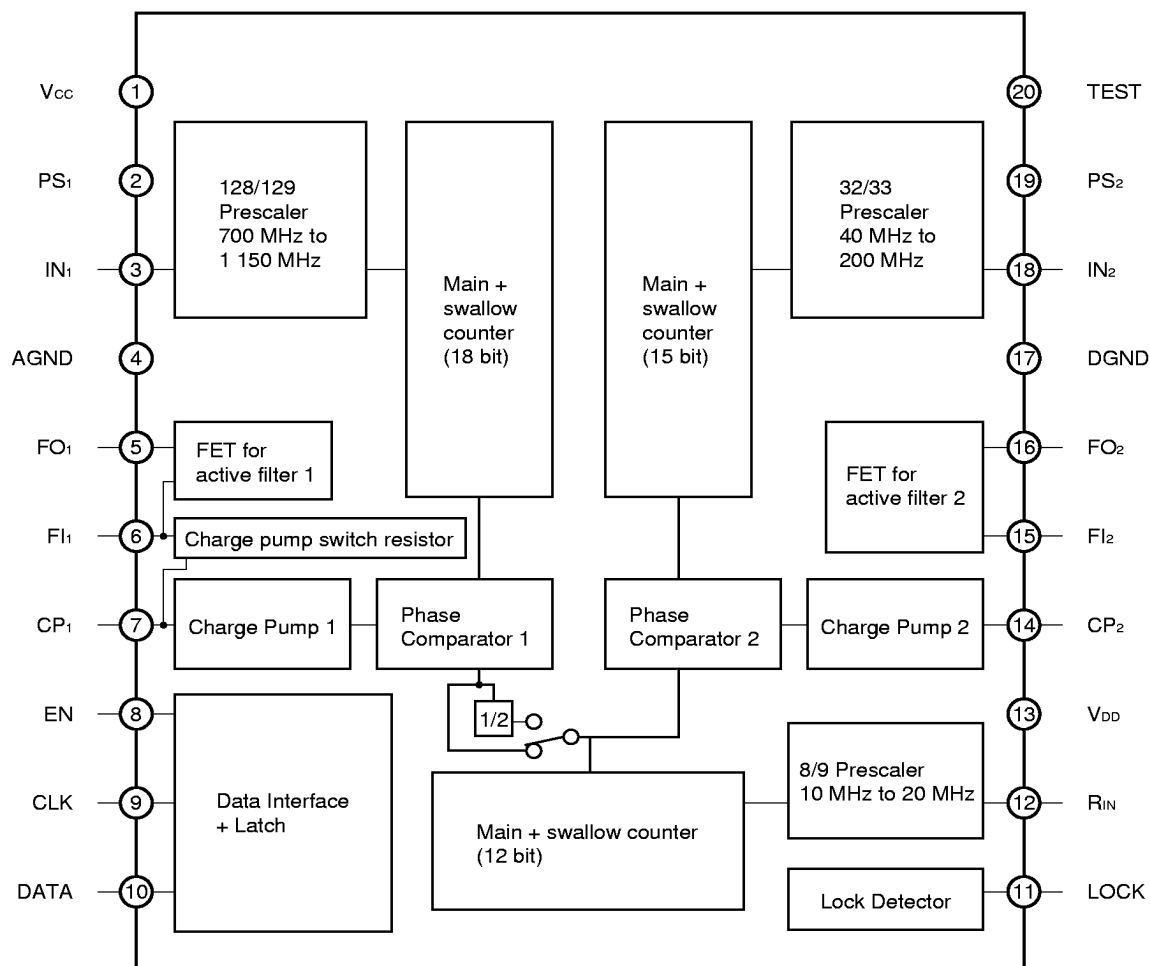 VCC
1
PS1
2
IN1
3
AGND
4
FO1
5
FI1
6
CP1
7
EN
8
CLK
9
DATA
10
128/129
Prescaler
700 MHz to
1 150 MHz
Main +
swallow
counter
(18 bit)
Main +
swallow
counter
(15 bit)
32/33
Prescaler
40 MHz to
200 MHz
FET for
active filter 1
Charge pump switch resistor
Charge Pump 1
Phase
Comparator 1
Phase
Comparator 2
Charge Pump 2
FET for
active filter 2
1/2
Data Interface
+ Latch
Main + swallow counter
(12 bit)
8/9 Prescaler
10 MHz to 20 MHz
Lock Detector
20
TEST
19
PS2
18
IN2
17
DGND
16
FO2
15
FI2
14
CP2
13
VDD
12
RIN
11
LOCK